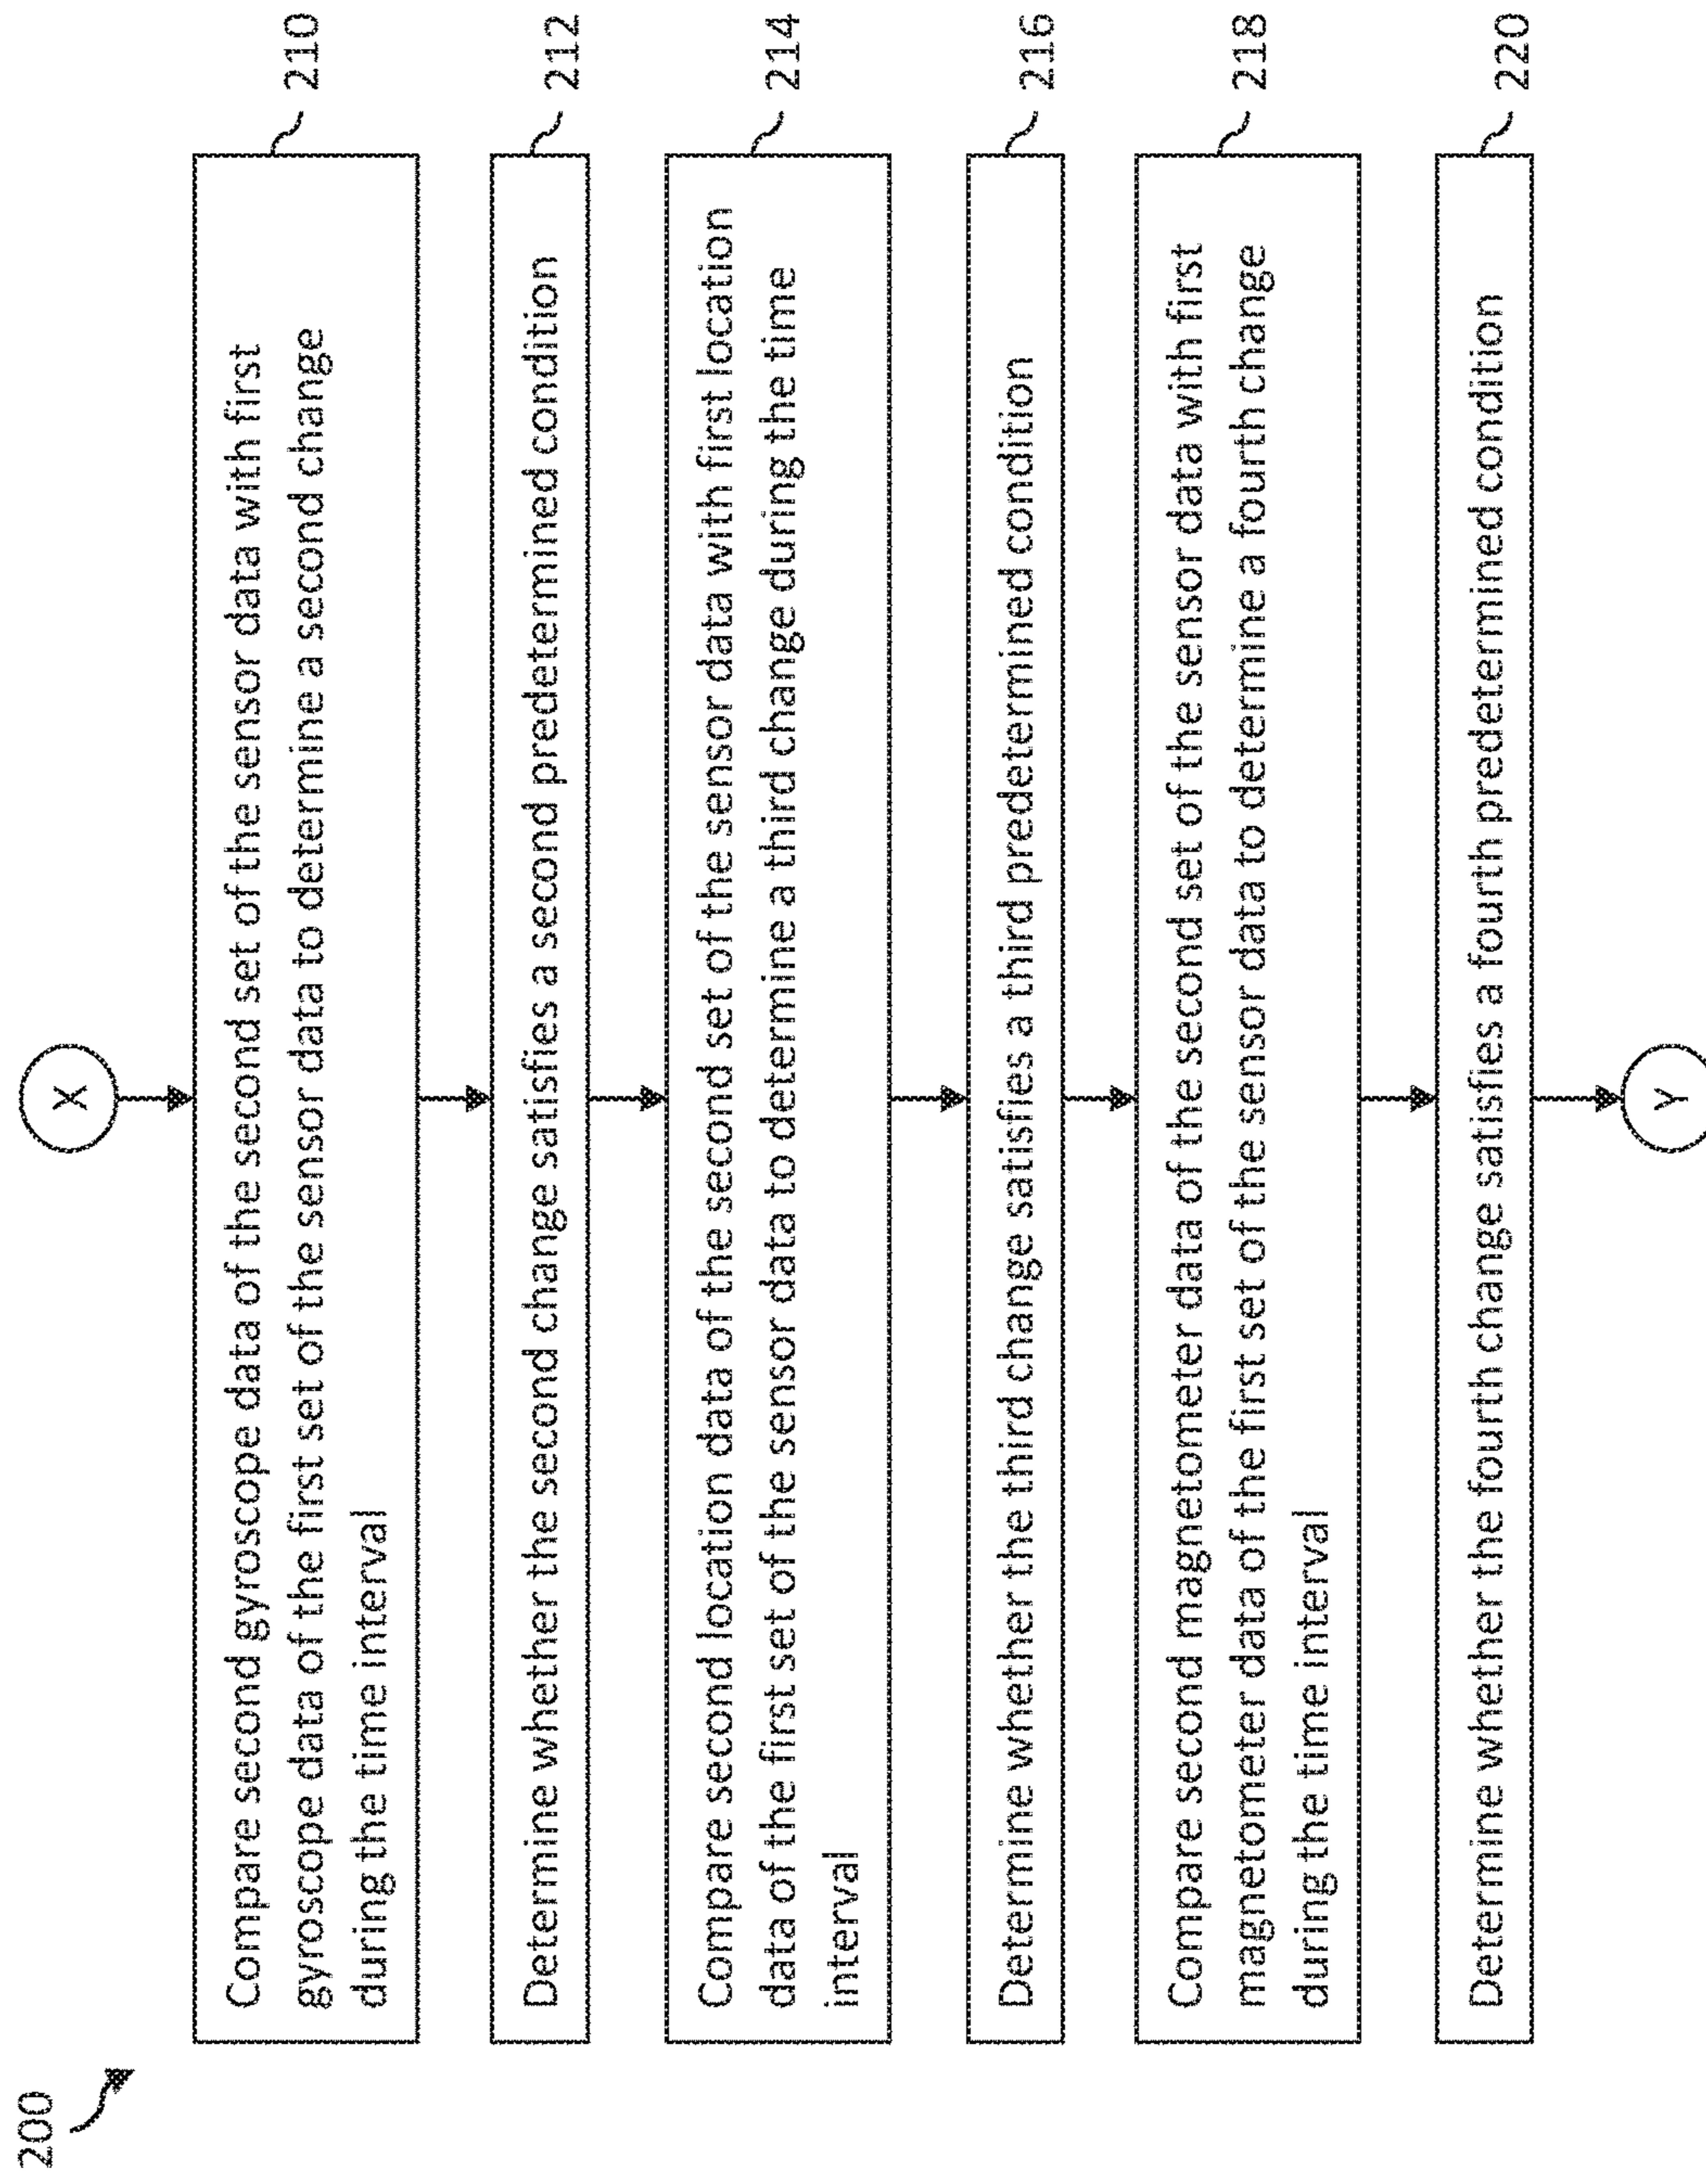 200
X
Compare second gyroscope data of the second set of the sensor data with first
gyroscope data of the first set of the sensor data to determine a second change
during the time interval
210
Determine whether the second change satisfies a second predetermined condition
212
Compare second location data of the second set of the sensor data with first location
data of the first set of the sensor data to determine a third change during the time
interval
214
Determine whether the third change satisfies a third predetermined condition
216
Compare second magnetometer data of the second set of the sensor data with first
magnetometer data of the first set of the sensor data to determine a fourth change
during the time interval
218
Determine whether the fourth change satisfies a fourth predetermined condition
220
Y